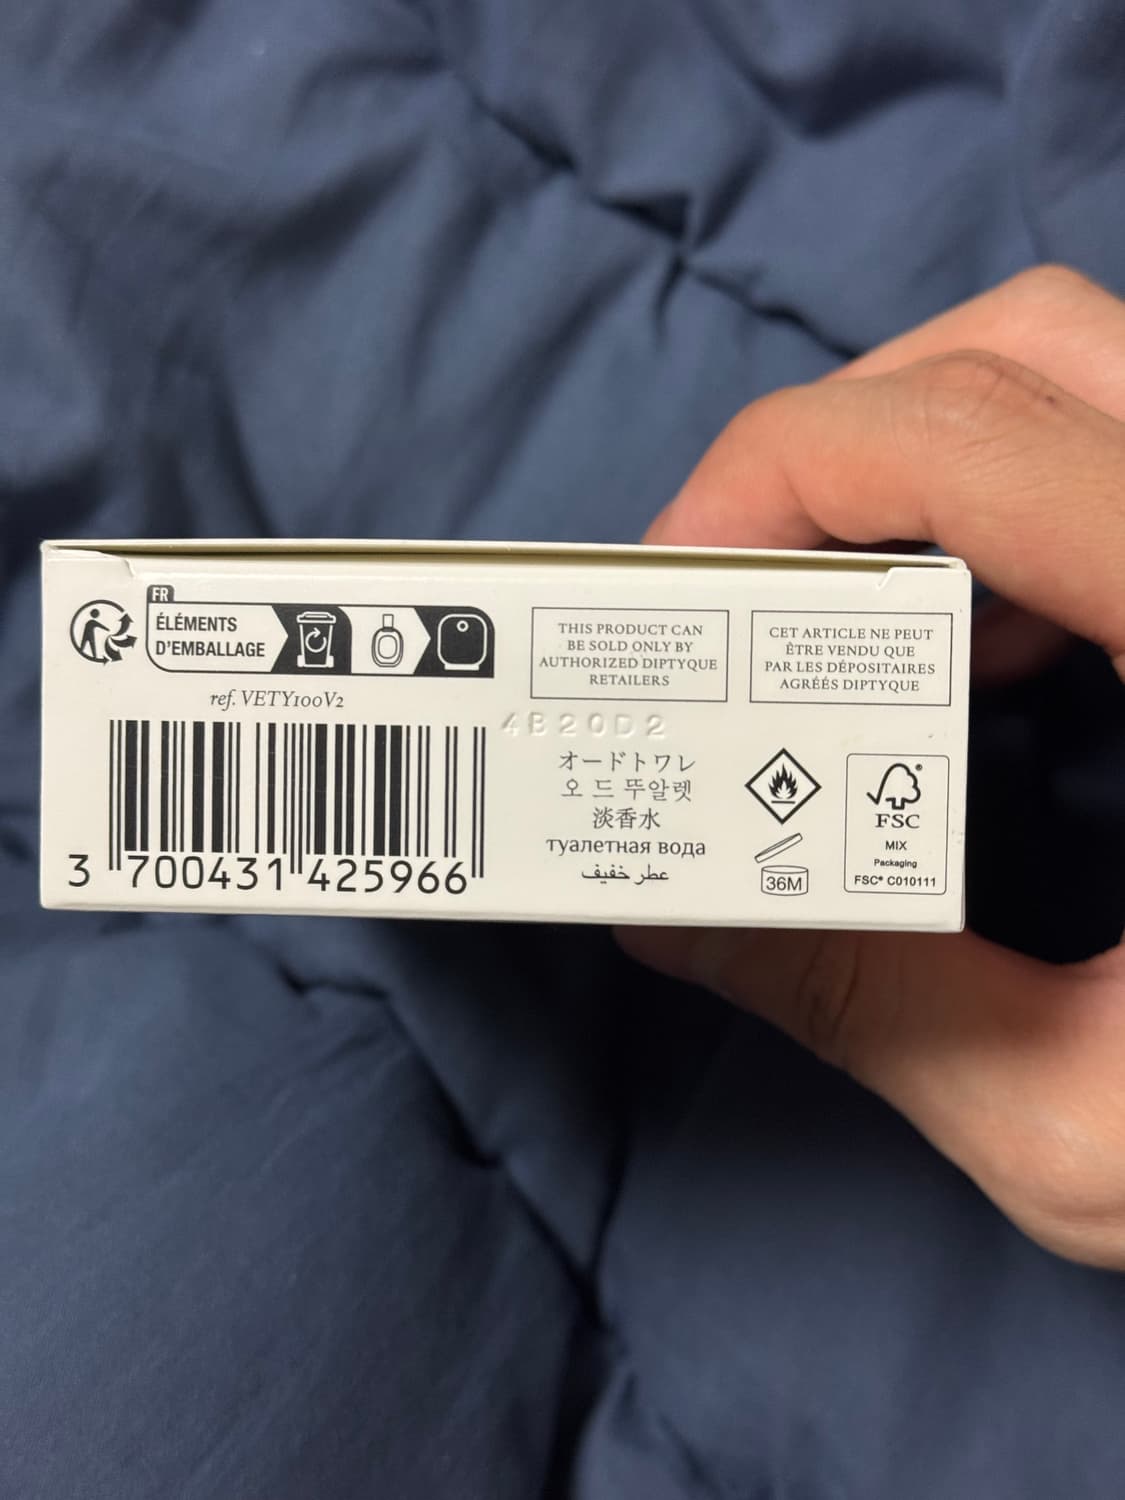 FR
ÉLÉMENTS
D'EMBALLAGE
ref. VETY100V2
3 700431 425966
THIS PRODUCT CAN
BE SOLD ONLY BY
AUTHORIZED DIPTYQUE
RETAILERS
CET ARTICLE NE PEUT
ÊTRE VENDU QUE
PAR LES DÉPOSITAIRES
AGRÉÉS DIPTYQUE
4B20D2
オードトワレ
오 드 뚜알렛
淡香水
туалетная вода
عطر خفيف
36M
®
FSC
MIX
Packaging
FSC® C010111